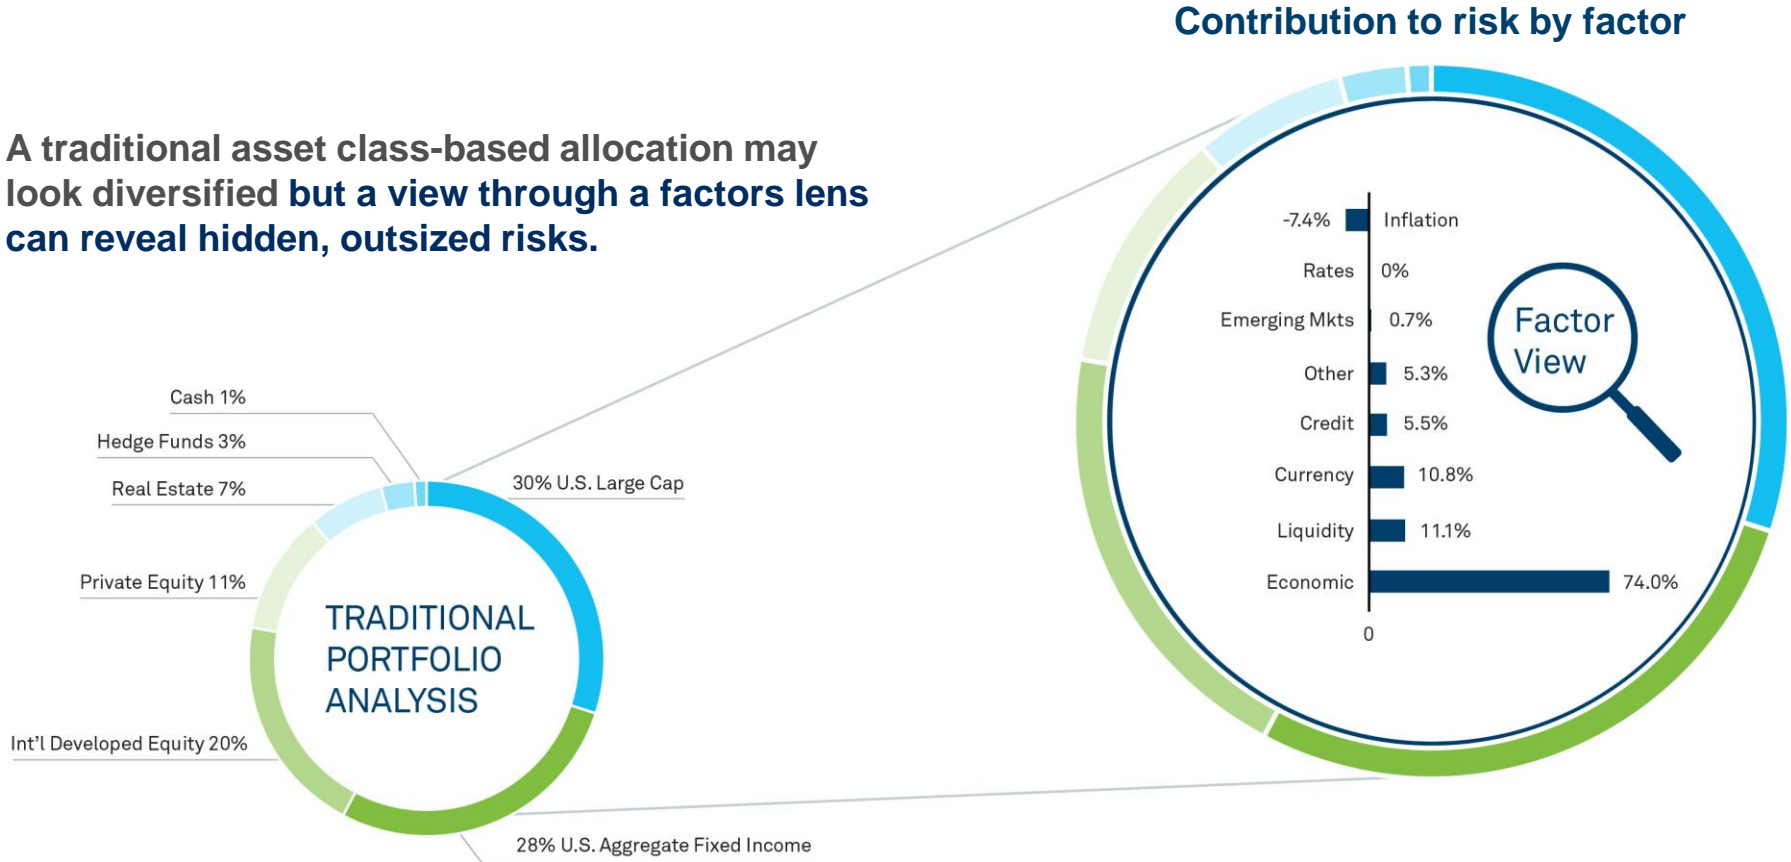 Contribution to risk by factor
A traditional asset class-based allocation may
look diversified but a view through a factors lens
can reveal hidden, outsized risks.
Cash 1%
Hedge Funds 3%
Real Estate 7%
Private Equity 11%
Int'l Developed Equity 20%
30% U.S. Large Cap
28% U.S. Aggregate Fixed Income
TRADITIONAL
PORTFOLIO
ANALYSIS
-7.4% Inflation
Rates 0%
Emerging Mkts 0.7%
Other 5.3%
Credit 5.5%
Currency 10.8%
Liquidity 11.1%
Economic 74.0%
0
Factor
View